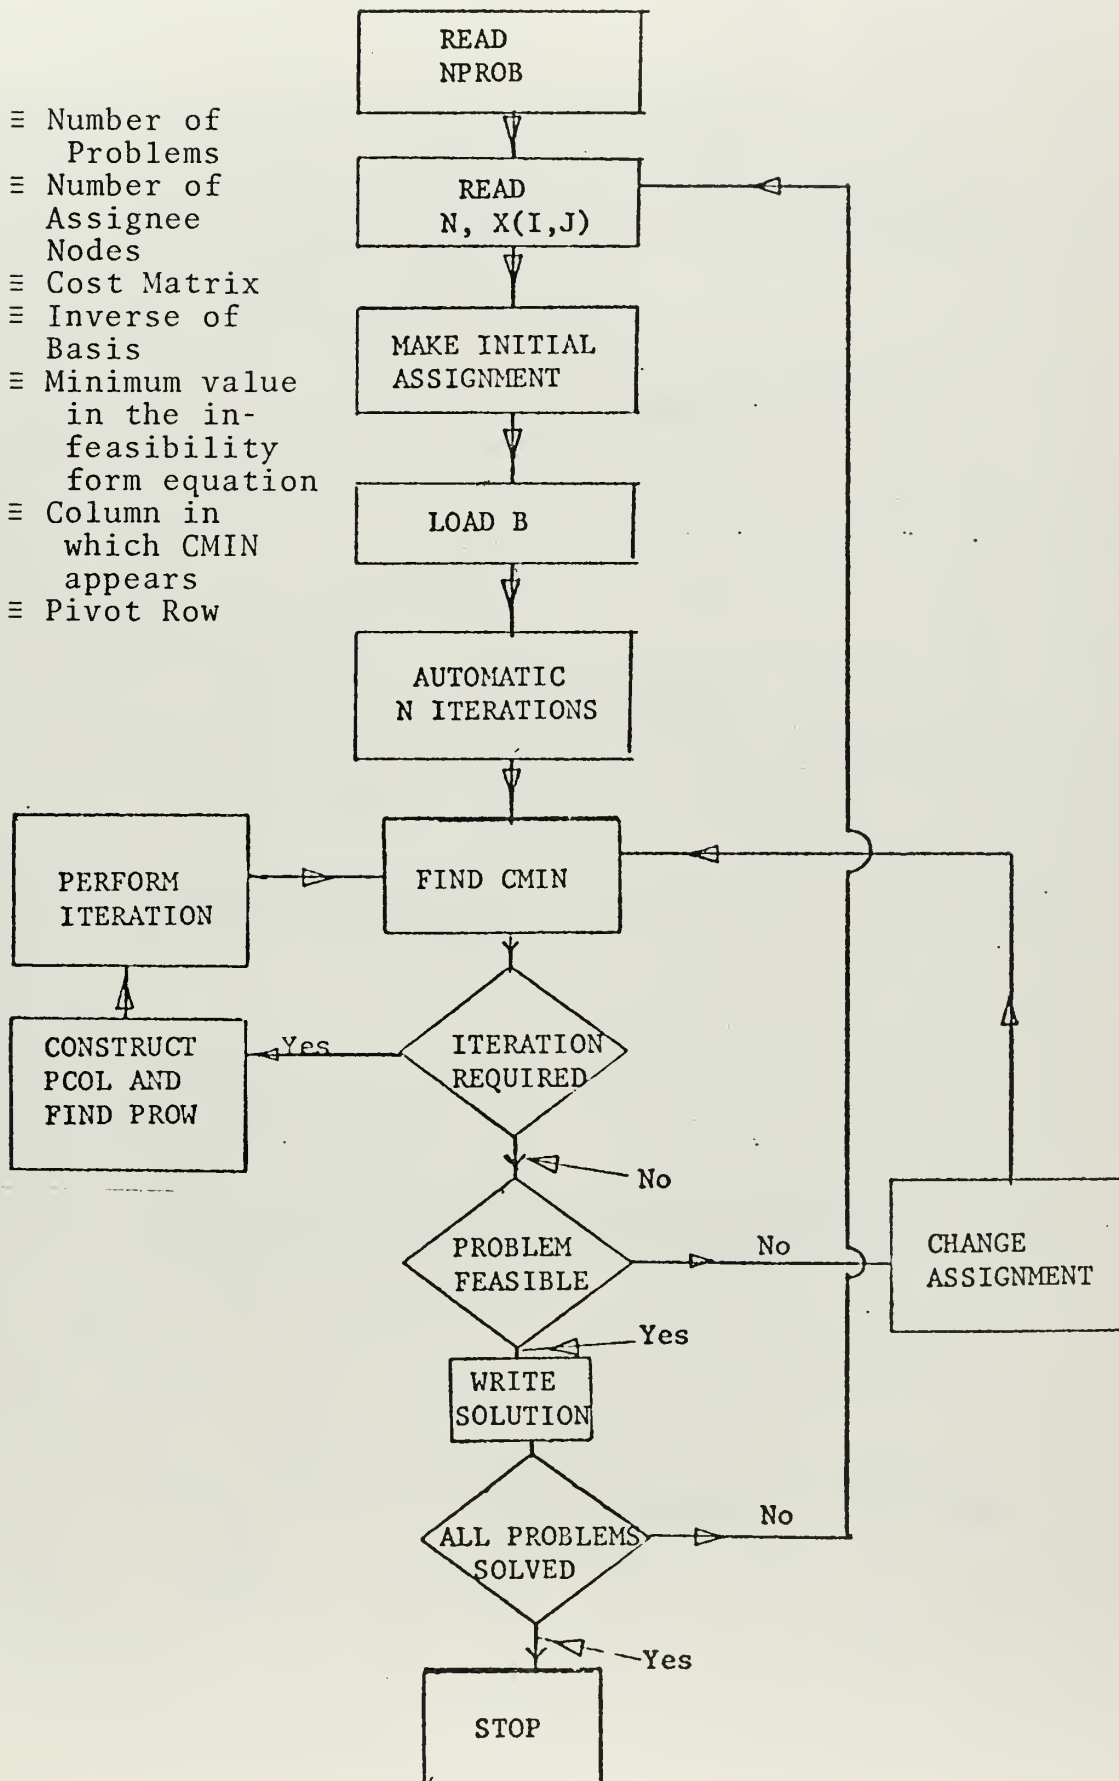 READ
NPROB
≡ Number of
Problems
≡ Number of
Assignee
Nodes
≡ Cost Matrix
≡ Inverse of
Basis
≡ Minimum value
in the in-
feasibility
form equation
≡ Column in
which CMIN
appears
≡ Pivot Row
READ
N, X(I,J)
MAKE INITIAL
ASSIGNMENT
LOAD B
AUTOMATIC
N ITERATIONS
FIND CMIN
PERFORM
ITERATION
ITERATION
REQUIRED
Yes
CONSTRUCT
PCOL AND
FIND PROW
No
PROBLEM
FEASIBLE
No
CHANGE
ASSIGNMENT
Yes
WRITE
SOLUTION
ALL PROBLEMS
SOLVED
No
Yes
STOP